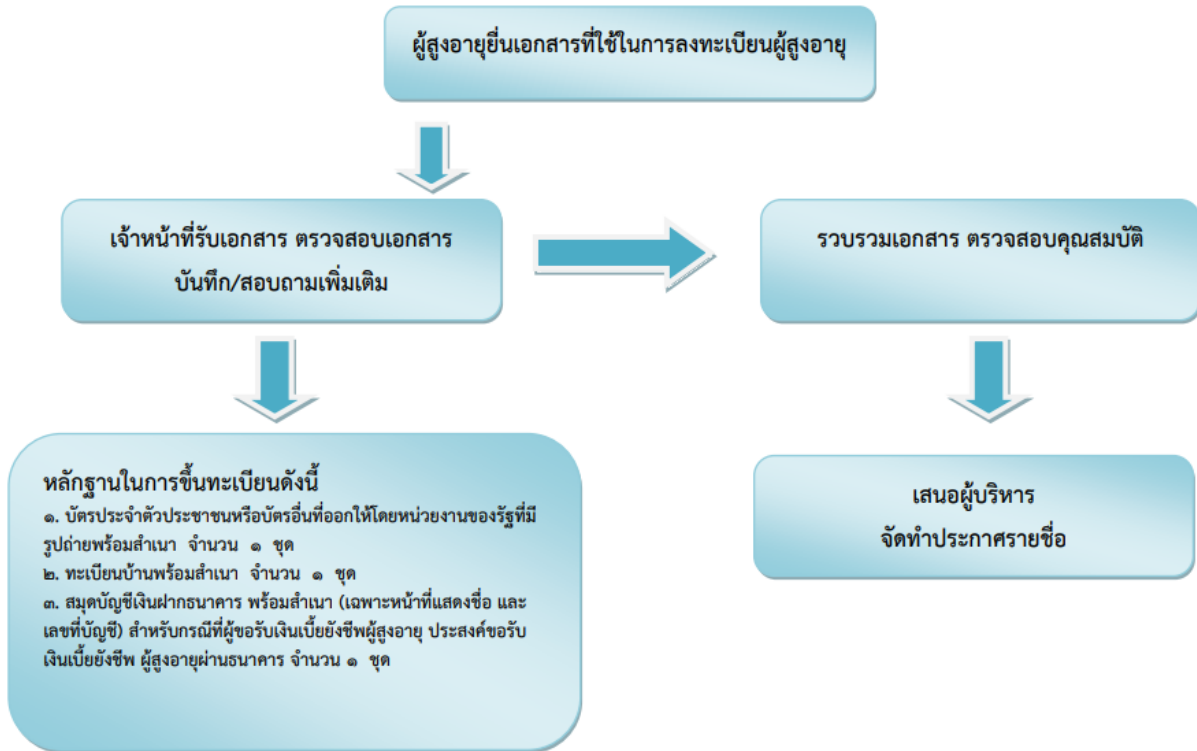 ผู้สูงอายุยื่นเอกสารที่ใช้ในการลงทะเบียนผู้สูงอายุ
เจ้าหน้าที่รับเอกสาร ตรวจสอบเอกสาร
บันทึก/สอบถามเพิ่มเติม
รวบรวมเอกสาร ตรวจสอบคุณสมบัติ
หลักฐานในการขึ้นทะเบียนดังนี้
๑. บัตรประจำตัวประชาชนหรือบัตรอื่นที่ออกให้โดยหน่วยงานของรัฐที่มี
รูปถ่ายพร้อมสำเนา จำนวน ๑ ชุด
๒. ทะเบียนบ้านพร้อมสำเนา จำนวน ๑ ชุด
๓. สมุดบัญชีเงินฝากธนาคาร พร้อมสำเนา (เฉพาะหน้าที่แสดงชื่อ และ
เลขที่บัญชี) สำหรับกรณีที่ผู้ขอรับเงินเบี้ยยังชีพผู้สูงอายุ ประสงค์ขอรับ
เงินเบี้ยยังชีพ ผู้สูงอายุผ่านธนาคาร จำนวน ๑ ชุด
เสนอผู้บริหาร
จัดทำประกาศรายชื่อ